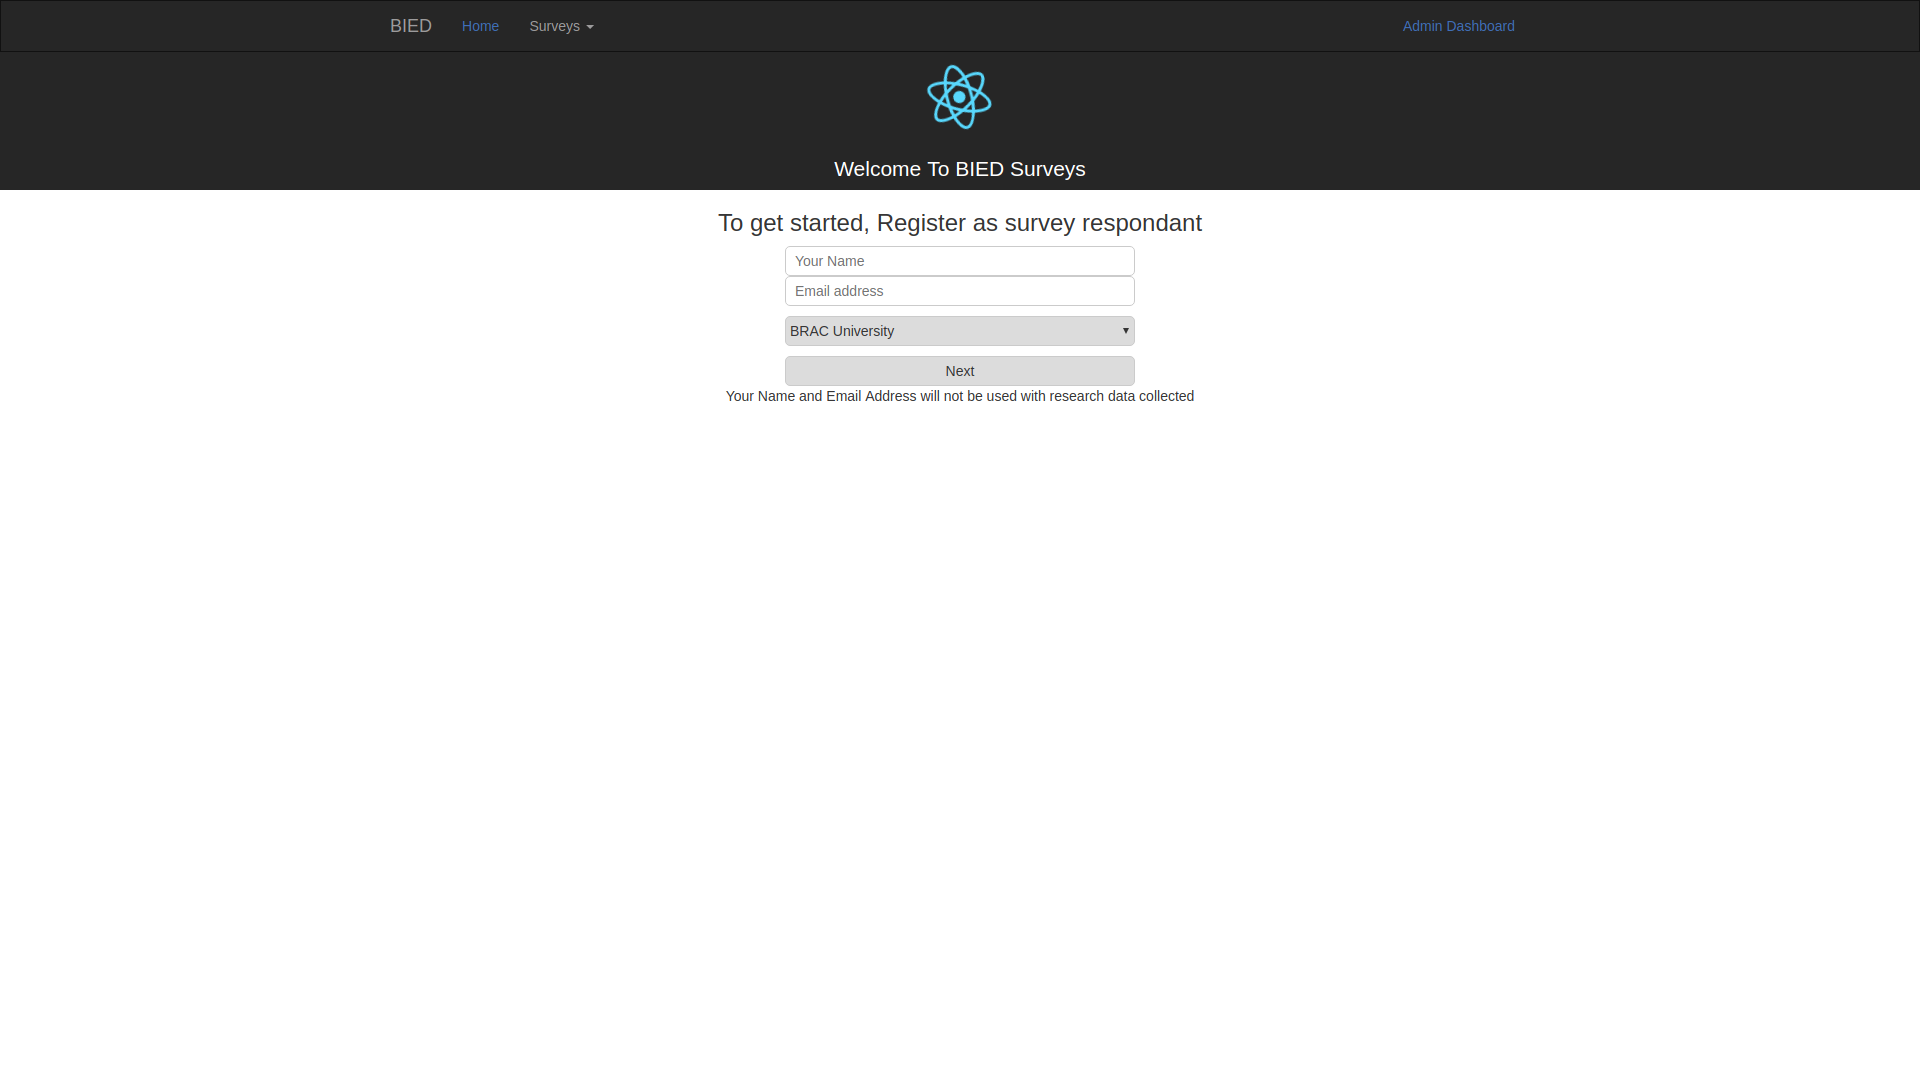 BIED Home Surveys Admin Dashboard
Welcome To BIED Surveys
To get started, Register as survey respondant
Your Name
Email address
BRAC University
Next
Your Name and Email Address will not be used with research data collected